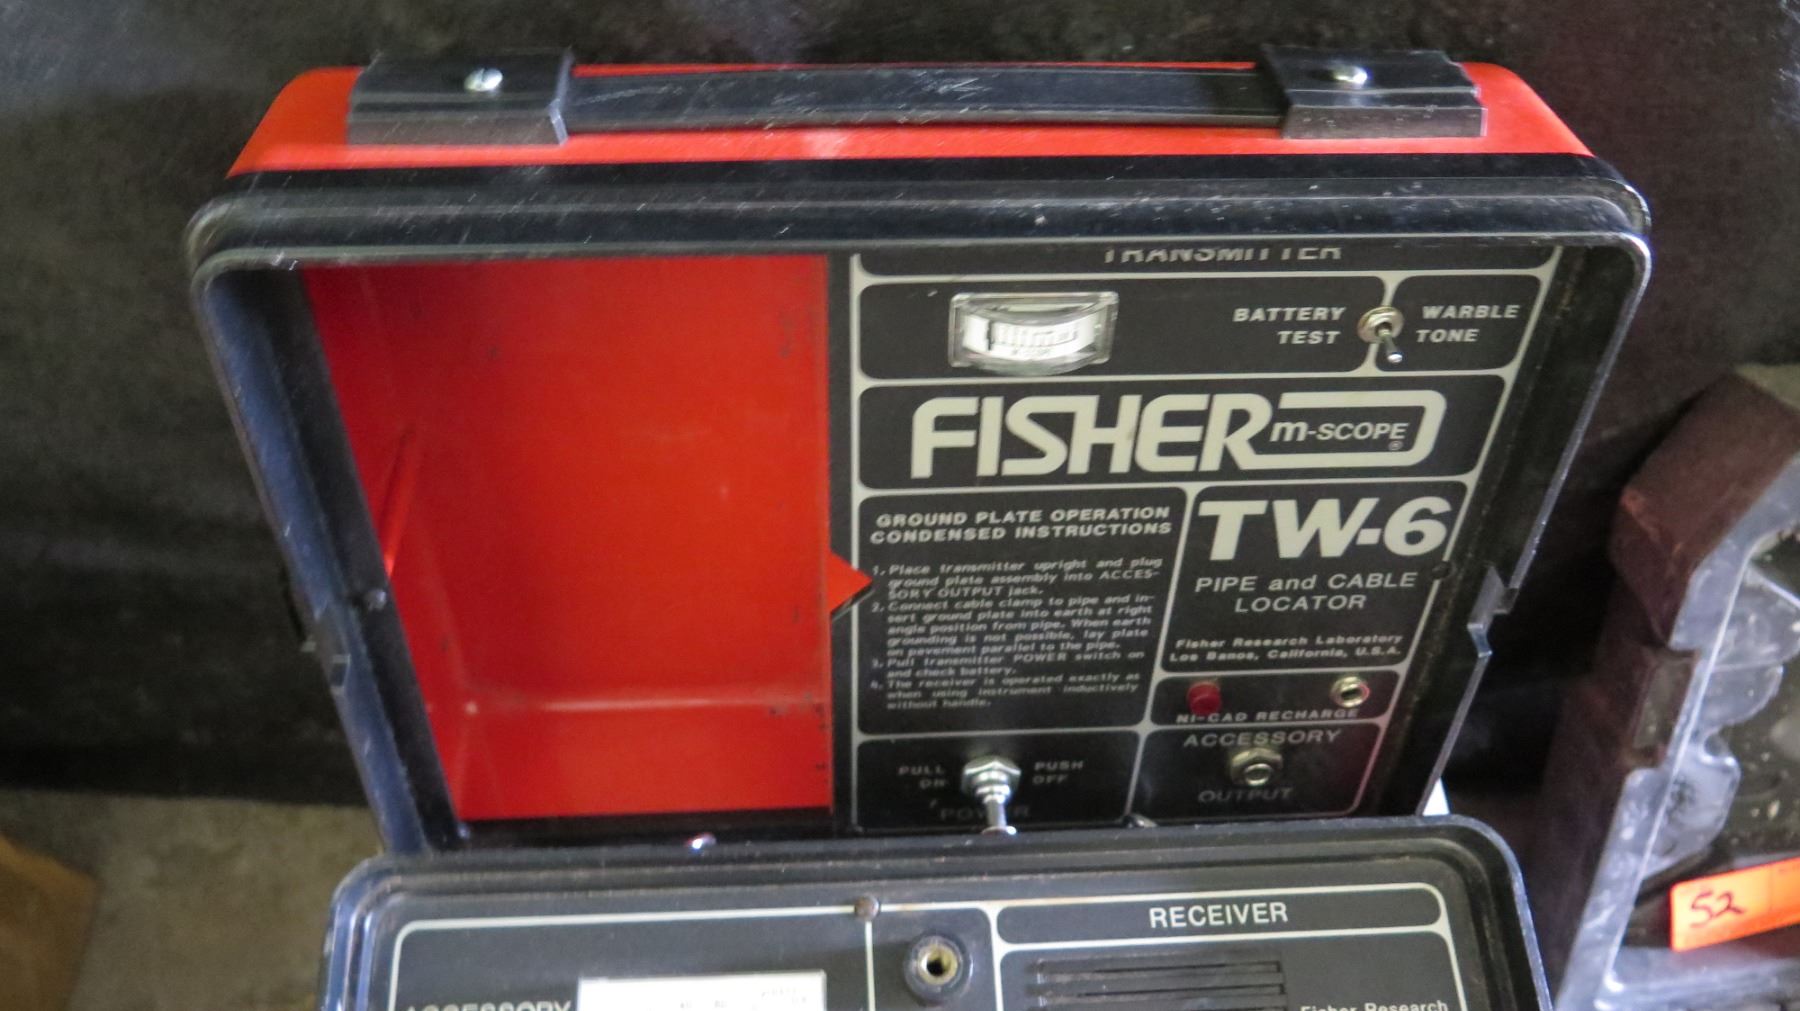 TRANSMITTER
BATTERY TEST
WARBLE TONE
FISHER m-SCOPE ®
GROUND PLATE OPERATION
CONDENSED INSTRUCTIONS
1. Place transmitter upright and plug
ground plate assembly into ACCES-
SORY OUTPUT jack.
2. Connect cable clamp to pipe and in-
sert ground plate into earth at right
angle position from pipe. When earth
grounding is not possible, lay plate
on pavement parallel to the pipe.
3. Pull transmitter POWER switch on
and check battery.
4. The receiver is operated exactly as
when using instrument inductively
without handle.
TW-6
PIPE and CABLE
LOCATOR
Fisher Research Laboratory
Los Banos, California, U.S.A.
NI-CAD RECHARGE
PULL ON
PUSH OFF
POWER
ACCESSORY
OUTPUT
RECEIVER
ACCESSORY
Fisher Research
52